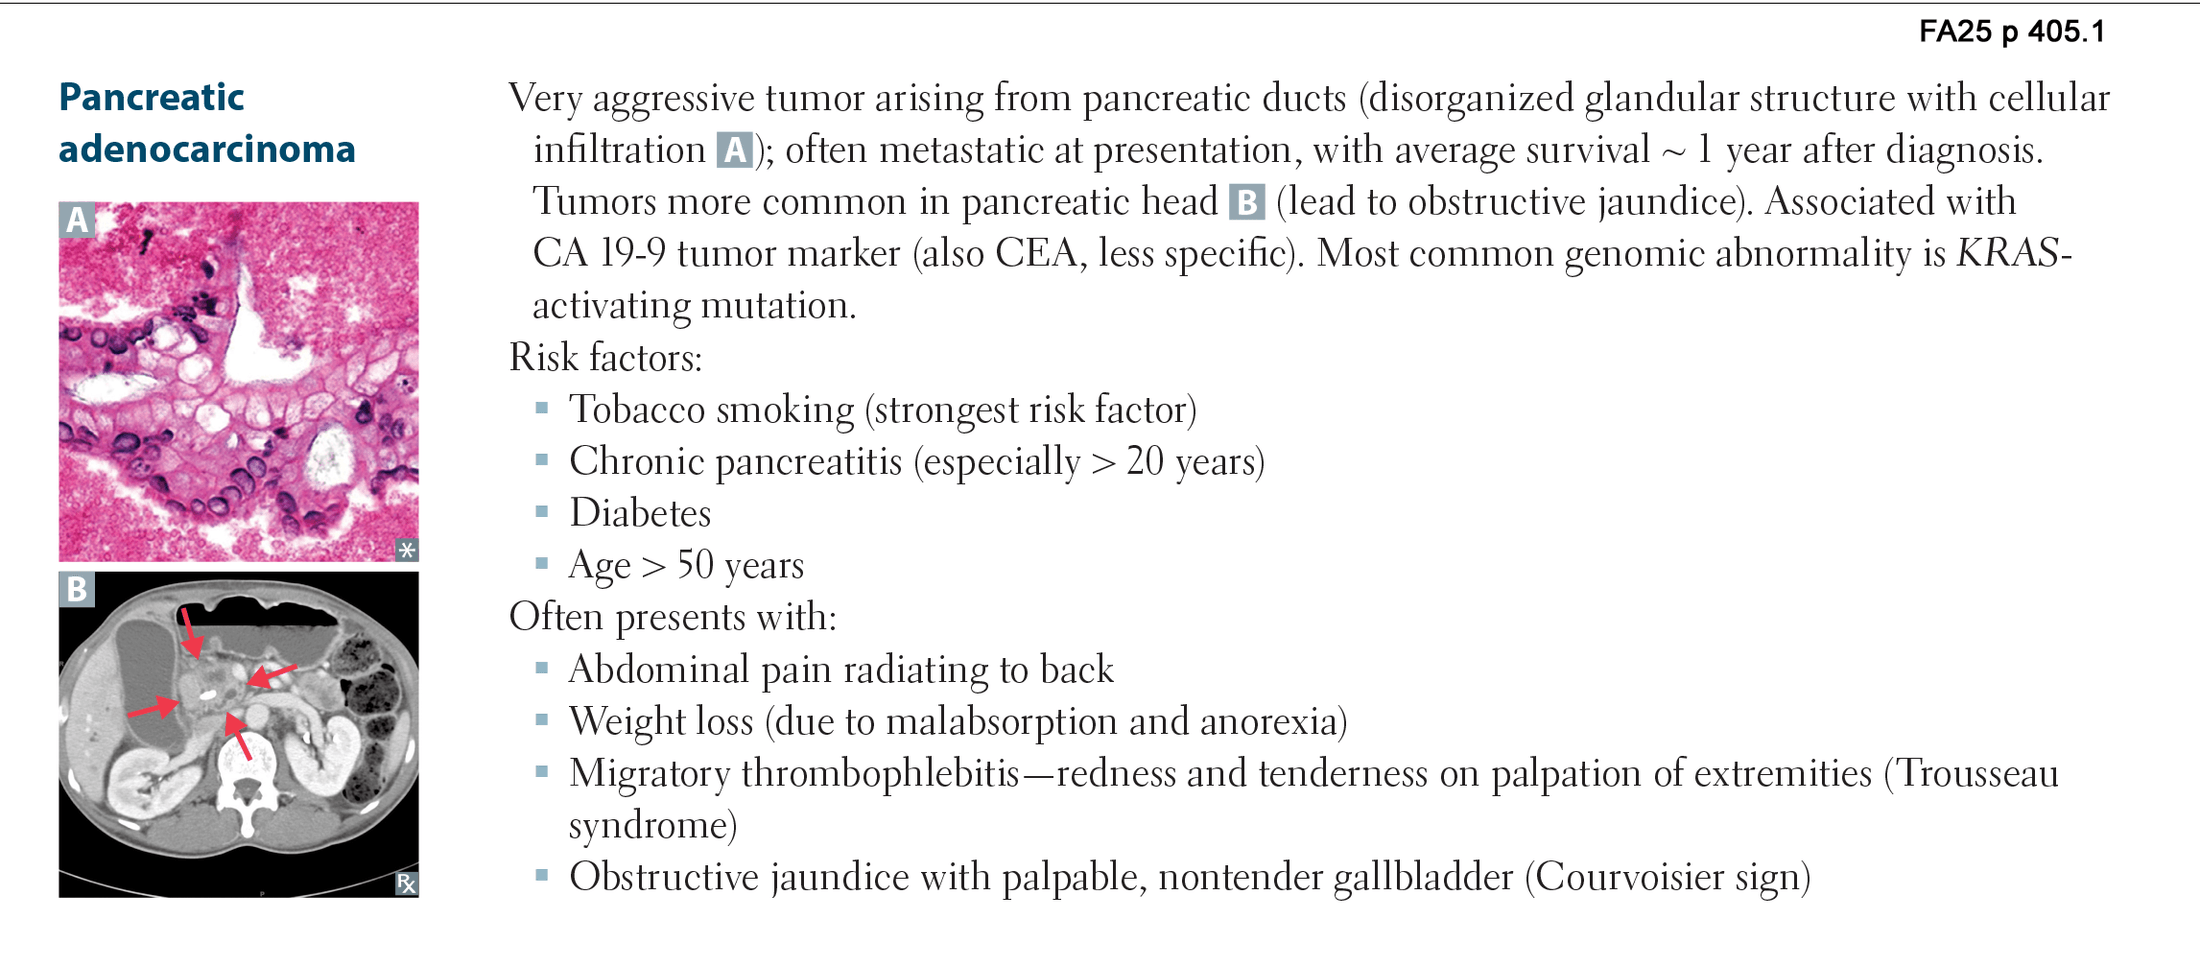 FA25 p 405.1
Pancreatic
adenocarcinoma
Very aggressive tumor arising from pancreatic ducts (disorganized glandular structure with cellular
infiltration A); often metastatic at presentation, with average survival ~ 1 year after diagnosis.
Tumors more common in pancreatic head B (lead to obstructive jaundice). Associated with
CA 19-9 tumor marker (also CEA, less specific). Most common genomic abnormality is KRAS-
activating mutation.
Risk factors:
▪ Tobacco smoking (strongest risk factor)
▪ Chronic pancreatitis (especially > 20 years)
▪ Diabetes
▪ Age > 50 years
Often presents with:
▪ Abdominal pain radiating to back
▪ Weight loss (due to malabsorption and anorexia)
▪ Migratory thrombophlebitis—redness and tenderness on palpation of extremities (Trousseau
syndrome)
▪ Obstructive jaundice with palpable, nontender gallbladder (Courvoisier sign)
A
*
B
P
Rx